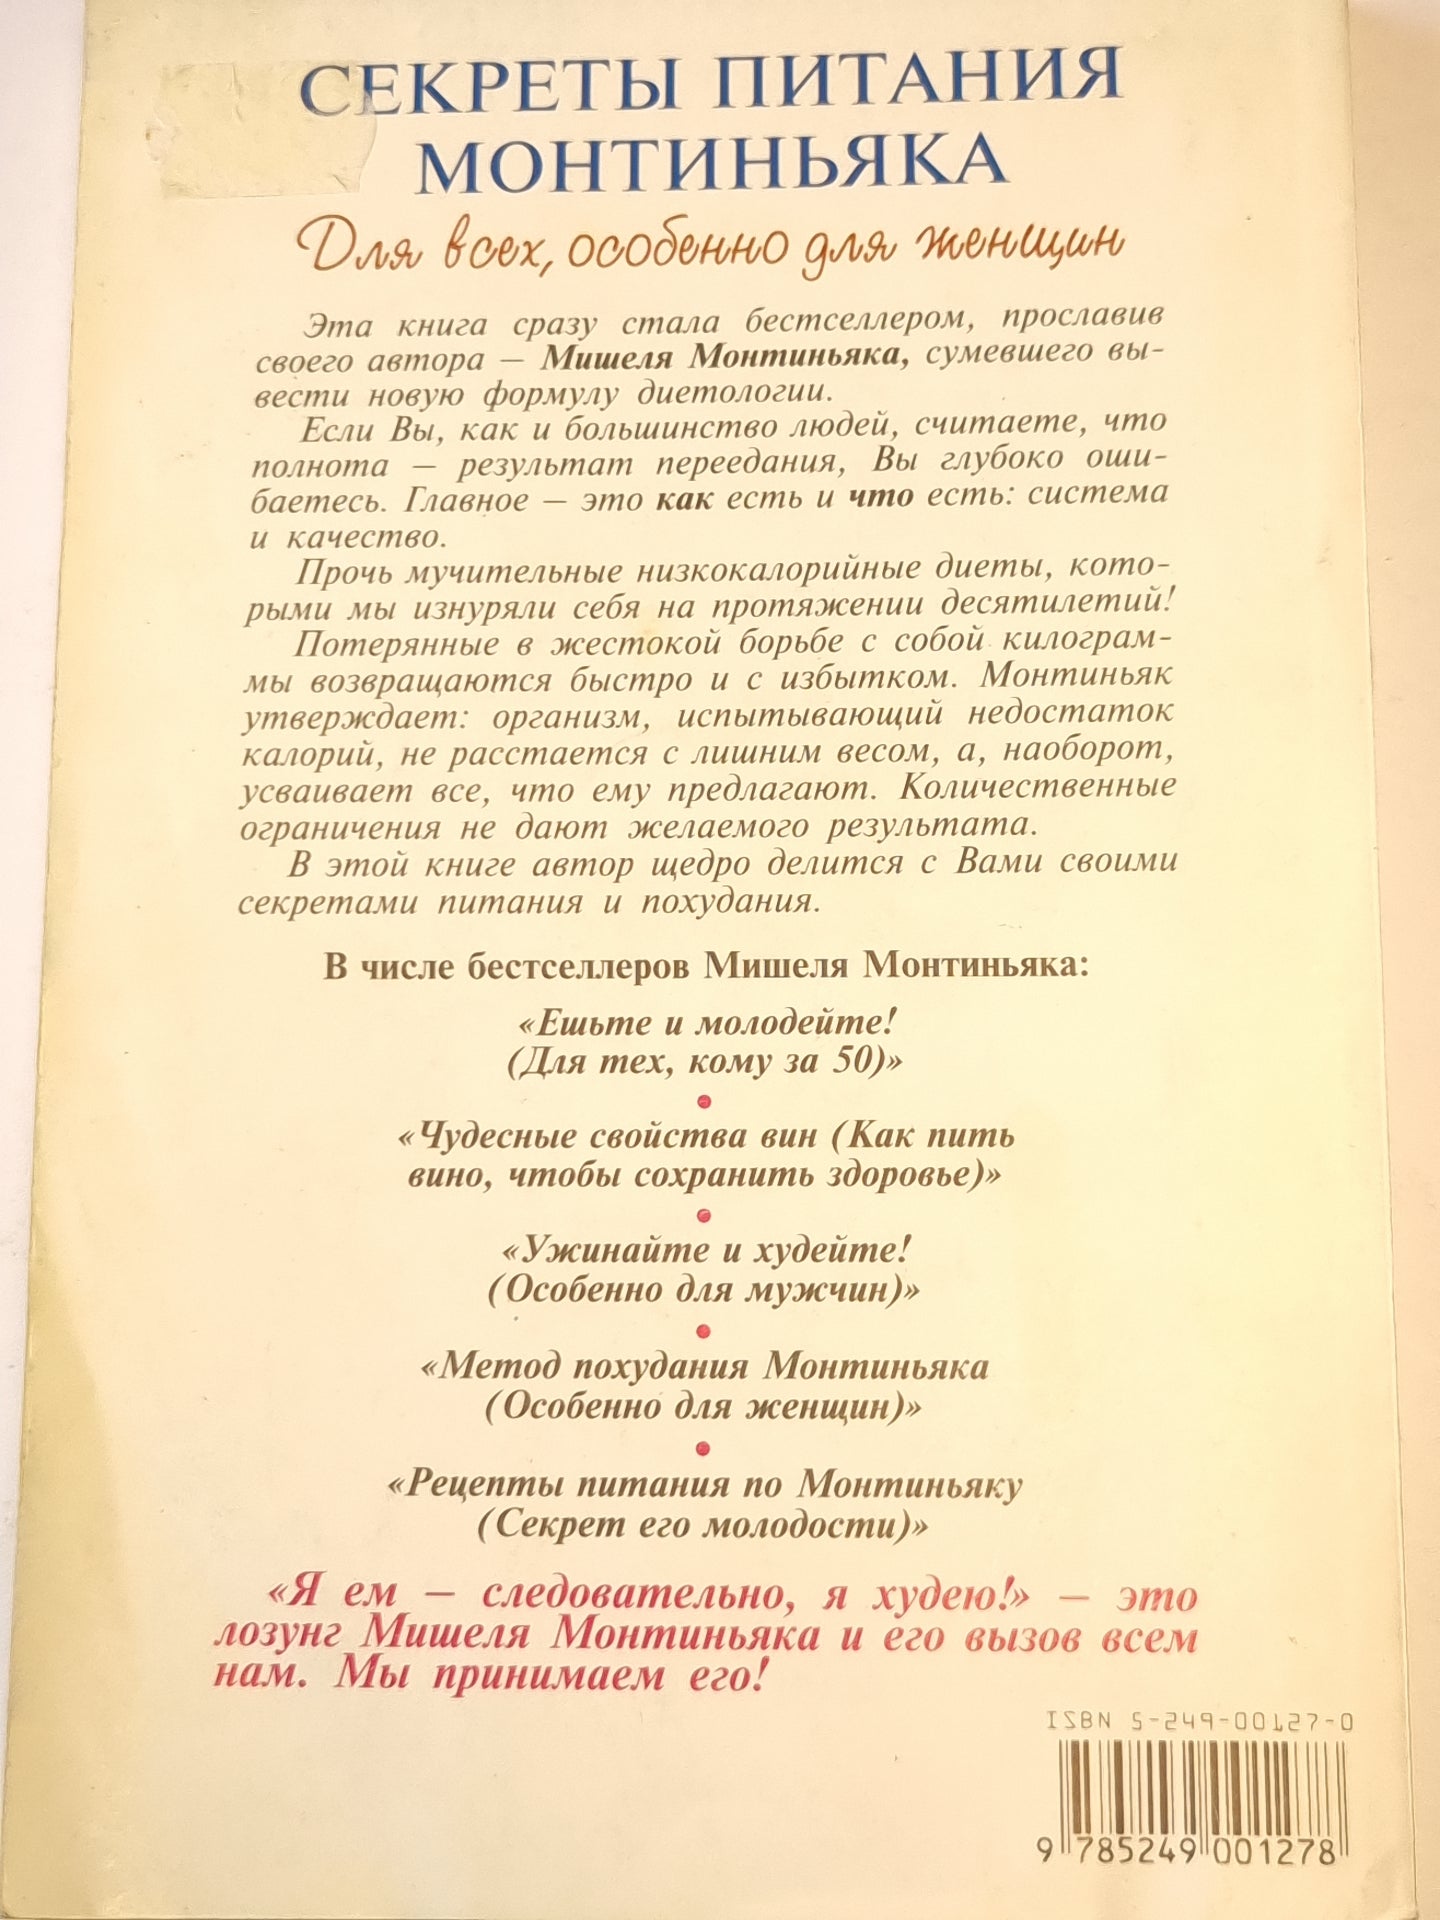 СЕКРЕТЫ ПИТАНИЯ
МОНТИНЬЯКА
Для всех, особенно для женщин
Эта книга сразу стала бестселлером, прославив
своего автора — Мишеля Монтиньяка, сумевшего вы-
вести новую формулу диетологии.
Если Вы, как и большинство людей, считаете, что
полнота — результат переедания, Вы глубоко оши-
баетесь. Главное — это как есть и что есть: система
и качество.
Прочь мучительные низкокалорийные диеты, кото-
рыми мы изнуряли себя на протяжении десятилетий!
Потерянные в жестокой борьбе с собой килограм-
мы возвращаются быстро и с избытком. Монтиньяк
утверждает: организм, испытывающий недостаток
калорий, не расстается с лишним весом, а, наоборот,
усваивает все, что ему предлагают. Количественные
ограничения не дают желаемого результата.
В этой книге автор щедро делится с Вами своими
секретами питания и похудания.
В числе бестселлеров Мишеля Монтиньяка:
«Ешьте и молодейте!
(Для тех, кому за 50)»
«Чудесные свойства вин (Как пить
вино, чтобы сохранить здоровье)»
«Ужинайте и худейте!
(Особенно для мужчин)»
«Метод похудания Монтиньяка
(Особенно для женщин)»
«Рецепты питания по Монтиньяку
(Секрет его молодости)»
«Я ем — следовательно, я худею!» — это
лозунг Мишеля Монтиньяка и его вызов всем
нам. Мы принимаем его!
ISBN 5-249-00127-0
9 785249 001278